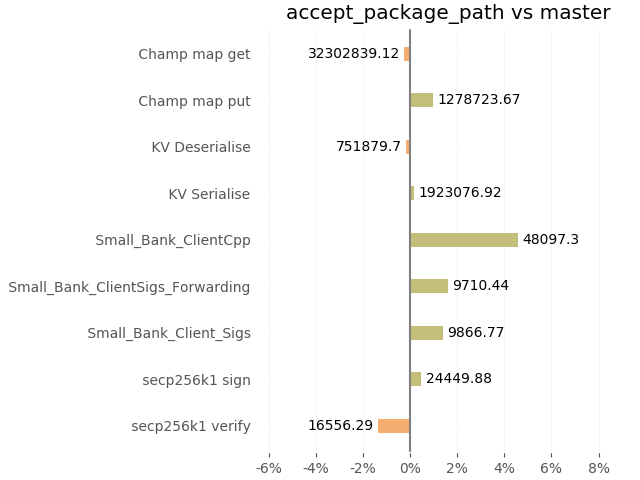 accept_package_path vs master
Champ map get 32302839.12
Champ map put 1278723.67
KV Deserialise 751879.7
KV Serialise 1923076.92
Small_Bank_ClientCpp 48097.3
Small_Bank_ClientSigs_Forwarding 9710.44
Small_Bank_Client_Sigs 9866.77
secp256k1 sign 24449.88
secp256k1 verify 16556.29
-6% -4% -2% 0% 2% 4% 6% 8%